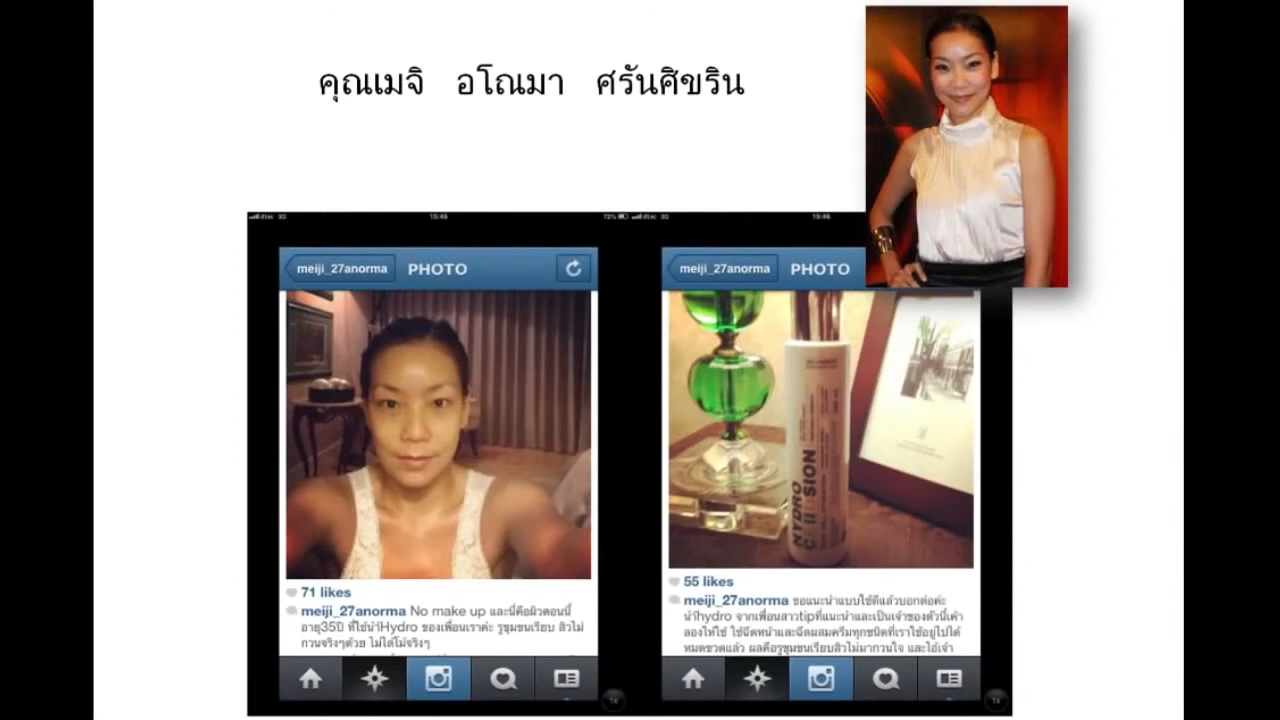 คุณเมจิ อโณมา ศรันศิขริน
dtac 3G 15:45 72%
meiji_27anorma PHOTO
HYDRO
71 likes
meiji_27anorma No make up และนี่คือผิวตอนนี้
อายุ35ปี ที่ใช้น้ำHydro ของเพื่อนเราค่ะ รูขุมขนเรียบ สิวไม่
กวนจริงๆด้วย ไม่ได้โม้จริงๆ
dtac 3G 15:46
meiji_27anorma PHOTO
55 likes
meiji_27anorma ขอแนะนำแบบใช้ดีแล้วบอกต่อค่ะ
น้ำhydro จากเพื่อนสาวtipที่แนะนำและเป็นเจ้าของตัวนี้เค้า
ลองให้ใช้ ใช้ฉีดหน้าและฉีดผสมครีมทุกชนิดที่เราใช้อยู่ไปได้
หมดขวดแล้ว ผลคือรูขุมขนเรียบสิวไม่มากวนใจ และไอ้เจ้า